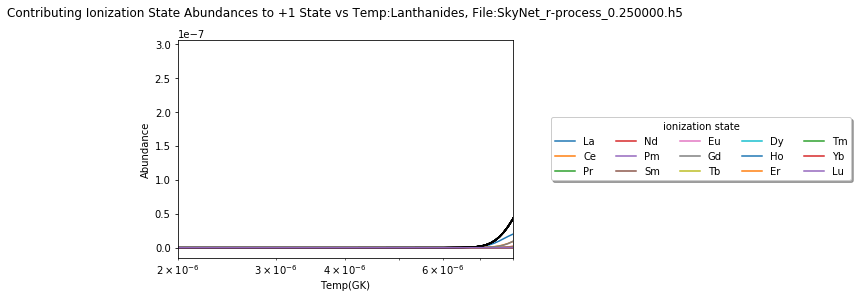 Contributing Ionization State Abundances to +1 State vs Temp:Lanthanides, File:SkyNet_r-process_0.250000.h5
1e−7
3.0
2.5
2.0
1.5
1.0
0.5
0.0
Abundance
2 × 10⁻⁶ 3 × 10⁻⁶ 4 × 10⁻⁶ 6 × 10⁻⁶
Temp(GK)
ionization state
La Nd Eu Dy Tm
Ce Pm Gd Ho Yb
Pr Sm Tb Er Lu